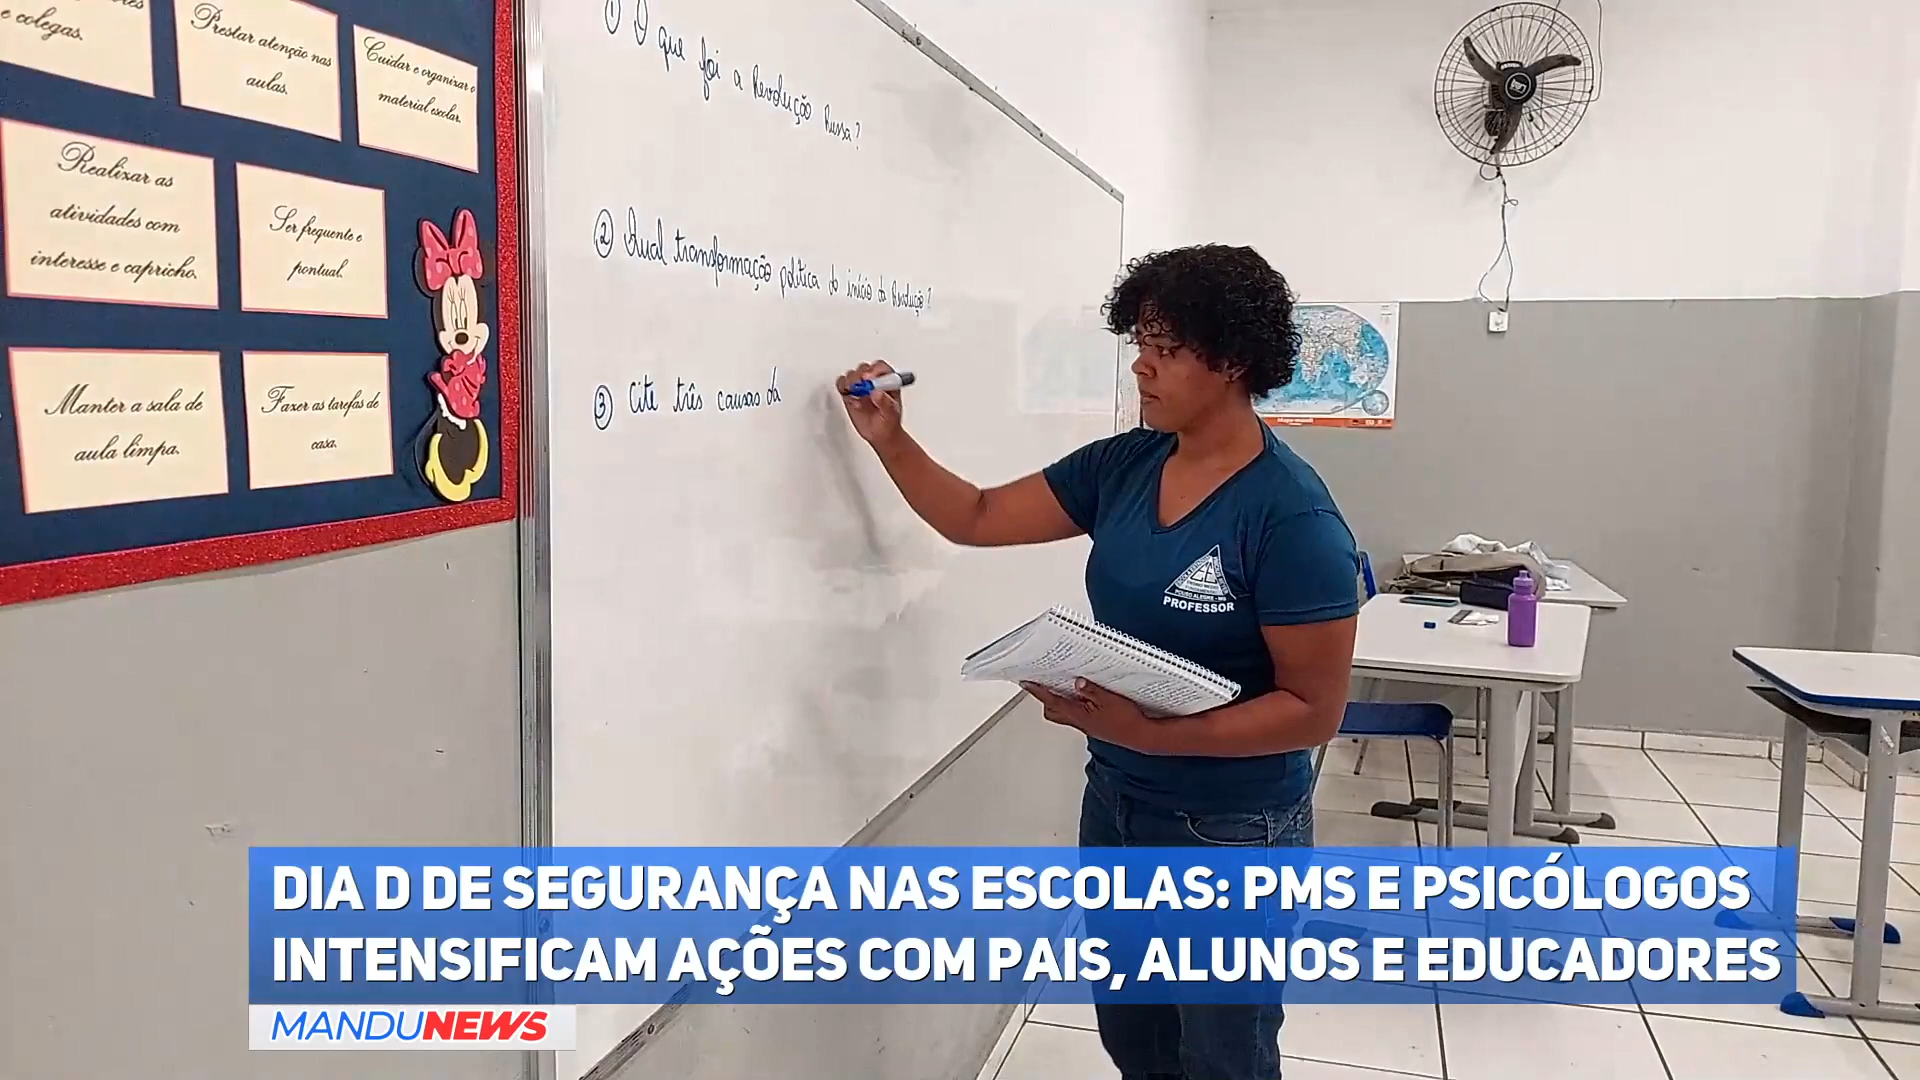 e colegas.
Prestar atenção nas
aulas.
Cuidar e organizar o
material escolar.
Realizar as
atividades com
interesse e capricho.
Ser frequente e
pontual.
Manter a sala de
aula limpa.
Fazer as tarefas de
casa.
1 O que foi a Revolução Russa?
2 Qual transformação política do início da Revolução?
3 Cite três causas da
POUSO ALEGRE - MG
PROFESSOR
DIA D DE SEGURANÇA NAS ESCOLAS: PMS E PSICÓLOGOS
INTENSIFICAM AÇÕES COM PAIS, ALUNOS E EDUCADORES
MANDUNEWS